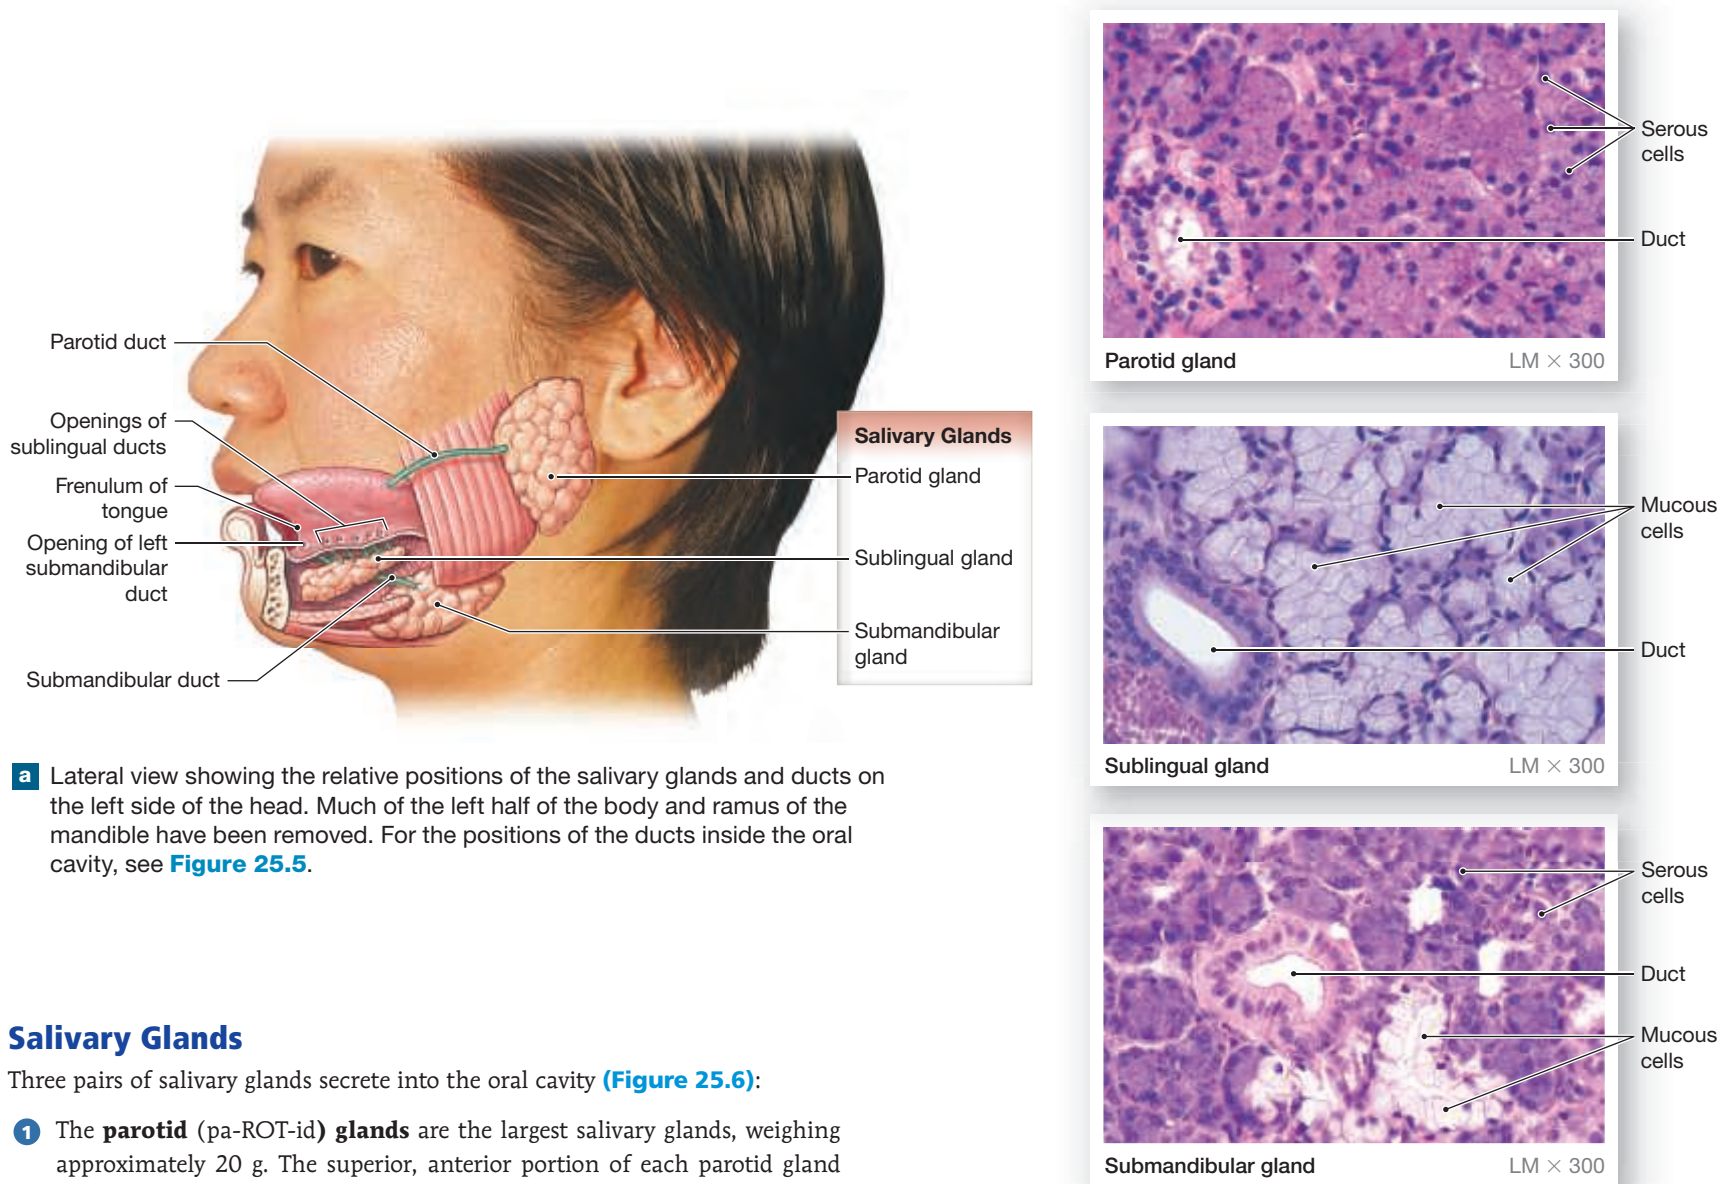 Parotid duct
Openings of
sublingual ducts
Frenulum of
tongue
Opening of left
submandibular
duct
Submandibular duct
Salivary Glands
Parotid gland
Sublingual gland
Submandibular
gland
a Lateral view showing the relative positions of the salivary glands and ducts on
the left side of the head. Much of the left half of the body and ramus of the
mandible have been removed. For the positions of the ducts inside the oral
cavity, see Figure 25.5.
Salivary Glands
Three pairs of salivary glands secrete into the oral cavity (Figure 25.6):
1 The parotid (pa-ROT-id) glands are the largest salivary glands, weighing
approximately 20 g. The superior, anterior portion of each parotid gland
Serous
cells
Duct
Parotid gland LM × 300
Mucous
cells
Duct
Sublingual gland LM × 300
Serous
cells
Duct
Mucous
cells
Submandibular gland LM × 300